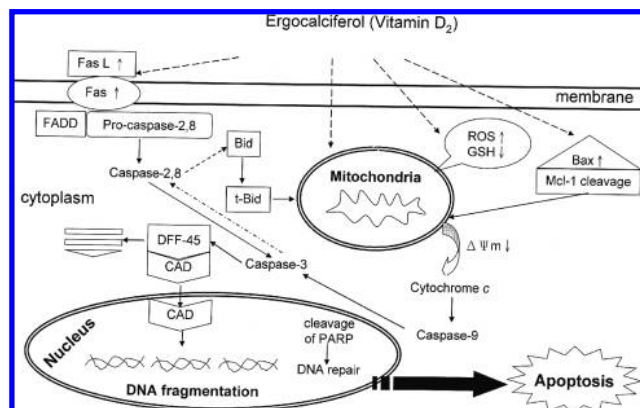 Ergocalciferol (Vitamin D₂)
Fas L ↑
Fas ↑
membrane
FADD
Pro-caspase-2,8
ROS ↑
GSH ↓
Bax ↑
Mcl-1 cleavage
Caspase-2,8
Bid
t-Bid
Mitochondria
cytoplasm
DFF-45
CAD
Caspase-3
Δ Ψm ↓
Cytochrome c
Caspase-9
CAD
Nucleus
cleavage
of PARP
DNA repair
DNA fragmentation
Apoptosis